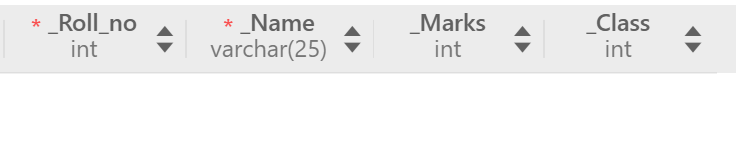 * _Roll_no * _Name _Marks _Class
int varchar(25) int int